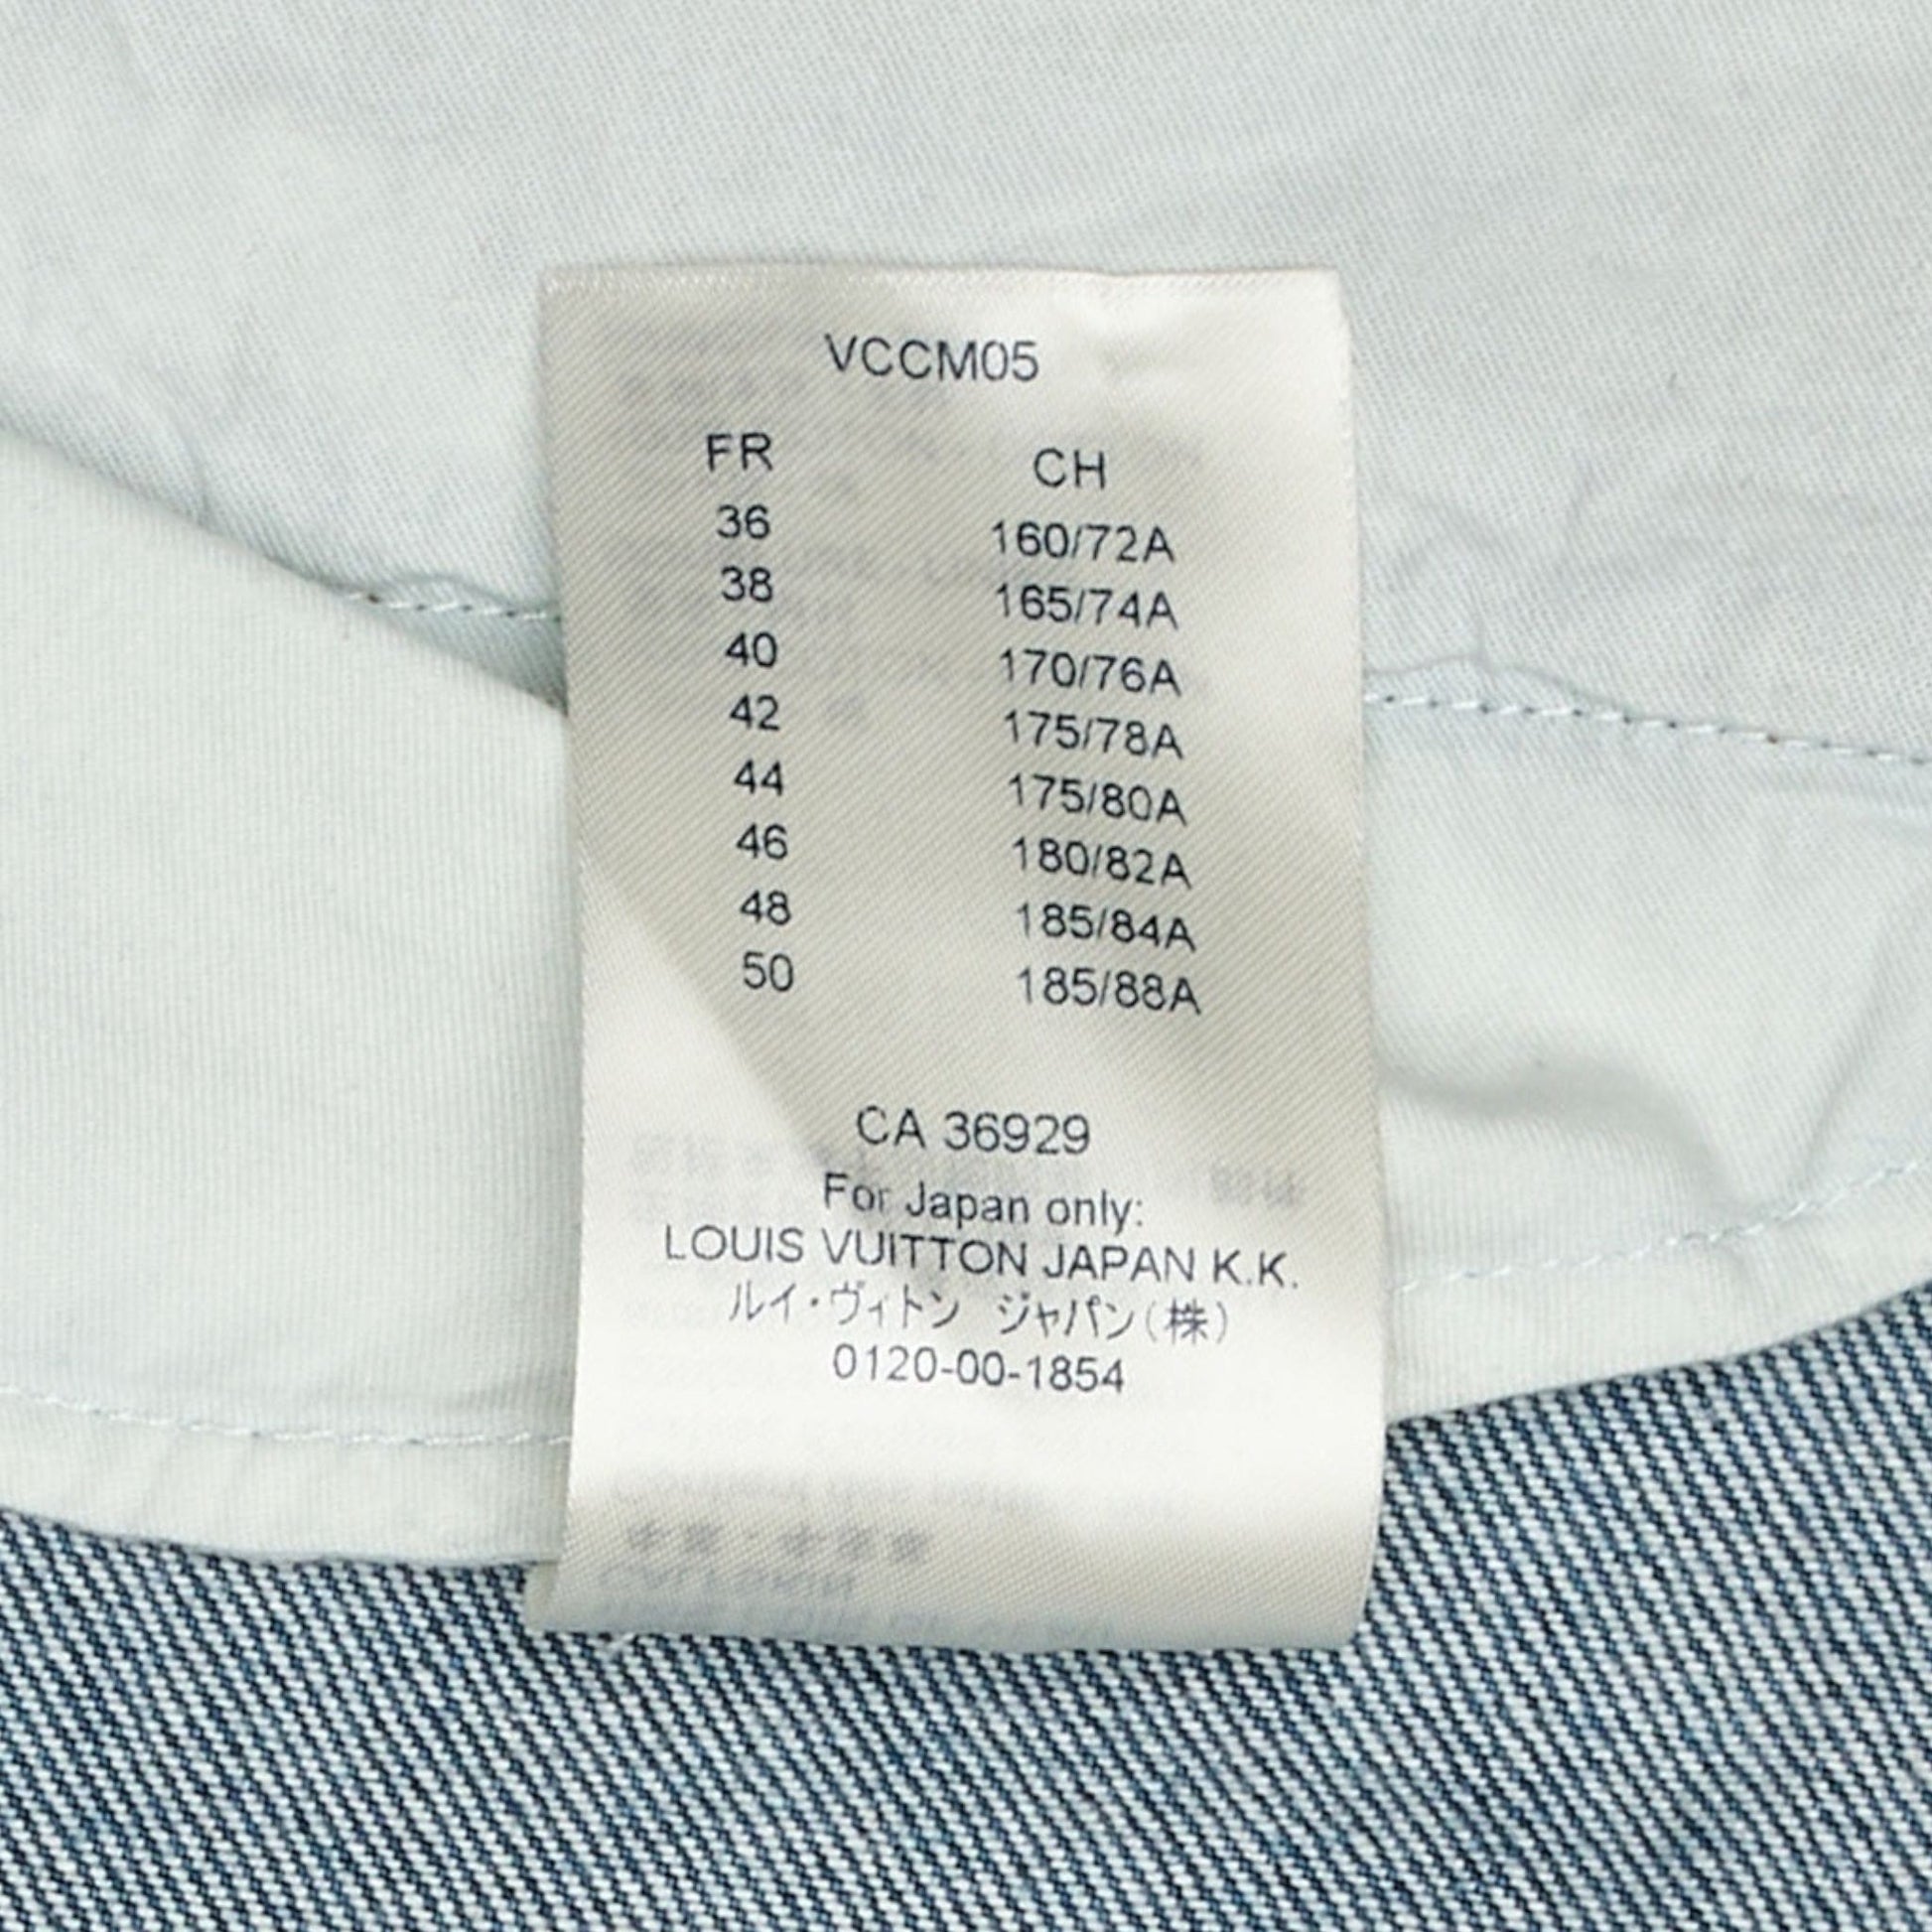 VCCM05
FR CH
36 160/72A
38 165/74A
40 170/76A
42 175/78A
44 175/80A
46 180/82A
48 185/84A
50 185/88A
CA 36929
For Japan only:
LOUIS VUITTON JAPAN K.K.
ルイ・ヴィトン ジャパン(株)
0120-00-1854